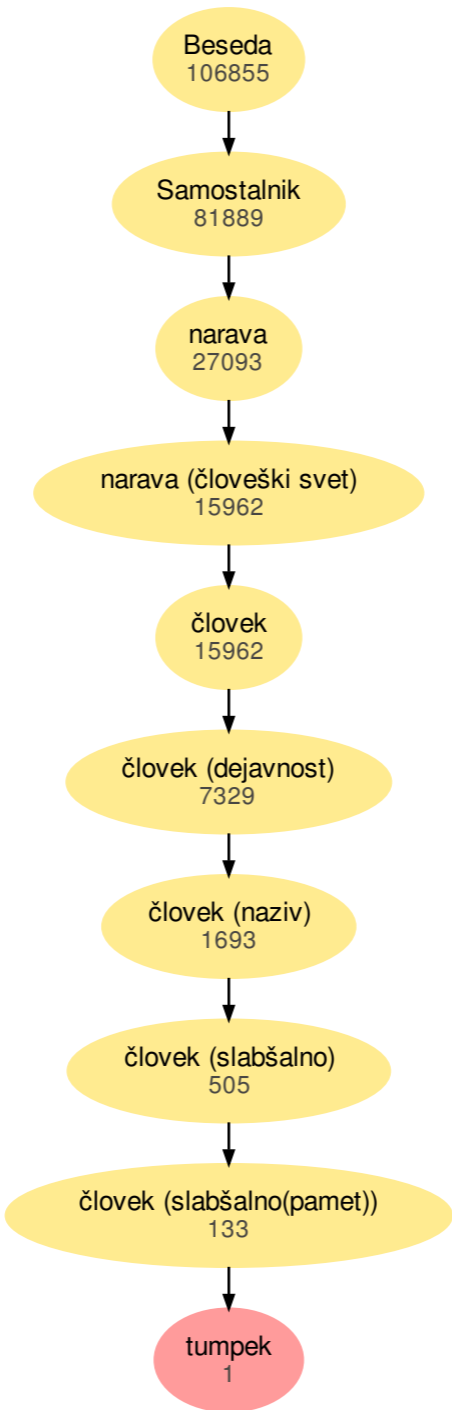 Beseda
106855
Samostalnik
81889
narava
27093
narava (človeški svet)
15962
človek
15962
človek (dejavnost)
7329
človek (naziv)
1693
človek (slabšalno)
505
človek (slabšalno(pamet))
133
tumpek
1